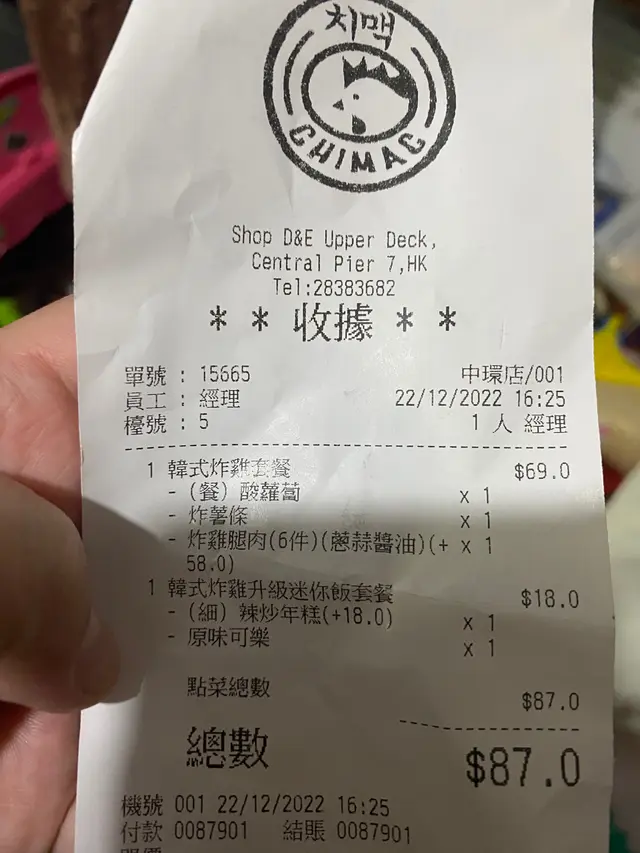 치맥
CHIMAC
Shop D&E Upper Deck,
Central Pier 7,HK
Tel:28383682
* * 收據 * *
單號 : 15665 中環店/001
員工 : 經理 22/12/2022 16:25
檯號 : 5 1 人 經理
1 韓式炸雞套餐 $69.0
- (餐) 酸蘿蔔 x 1
- 炸薯條 x 1
- 炸雞腿肉(6件)(蔥蒜醬油)(+ x 1
58.0)
1 韓式炸雞升級迷你飯套餐 $18.0
- (細) 辣炒年糕(+18.0) x 1
- 原味可樂 x 1
點菜總數 $87.0
總數 $87.0
機號 001 22/12/2022 16:25
付款 0087901 結賬 0087901